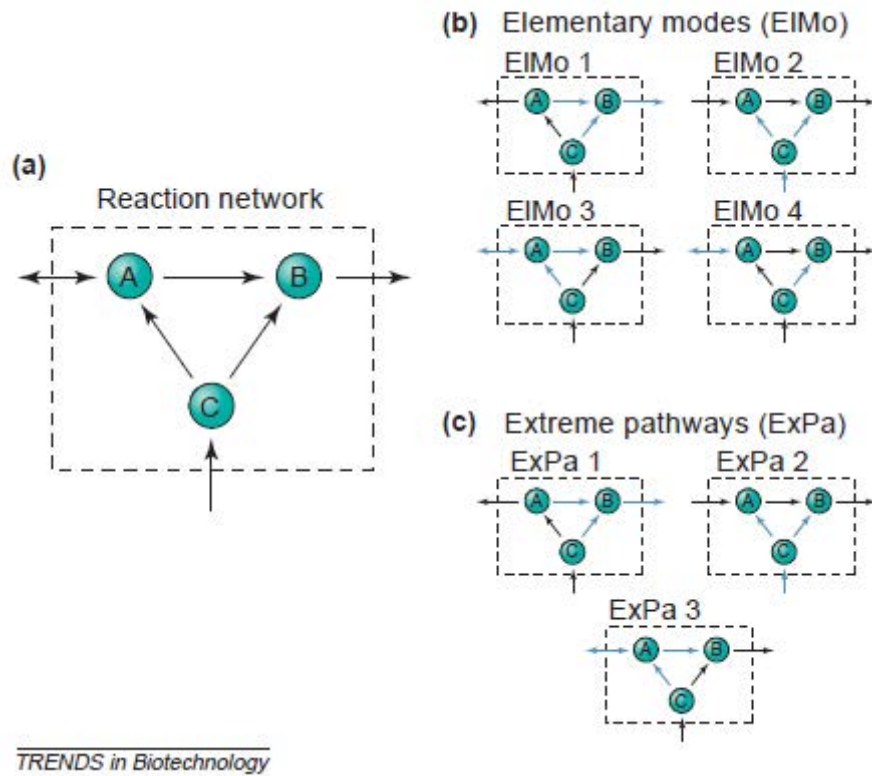 (a)
Reaction network
A
B
C
(b) Elementary modes (ElMo)
ElMo 1
A
B
C
ElMo 2
A
B
C
ElMo 3
A
B
C
ElMo 4
A
B
C
(c) Extreme pathways (ExPa)
ExPa 1
A
B
C
ExPa 2
A
B
C
ExPa 3
A
B
C
TRENDS in Biotechnology